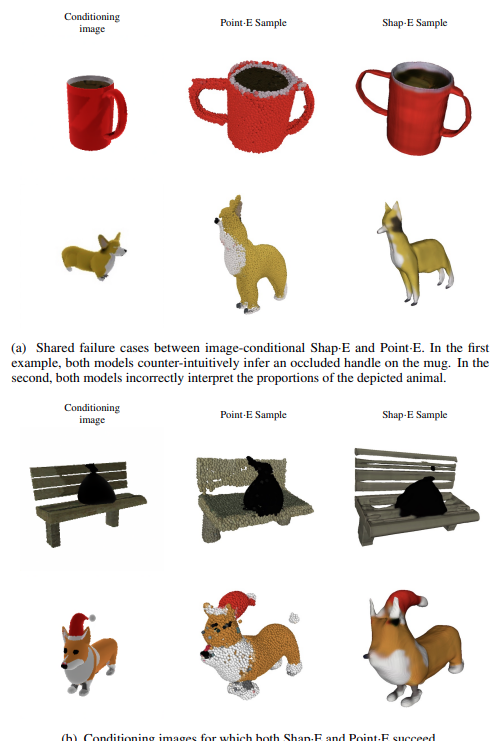 Conditioning
image
Point·E Sample
Shap·E Sample
(a) Shared failure cases between image-conditional Shap·E and Point·E. In the first
example, both models counter-intuitively infer an occluded handle on the mug. In the
second, both models incorrectly interpret the proportions of the depicted animal.
Conditioning
image
Point·E Sample
Shap·E Sample
(b) Conditioning images for which both Shap·E and Point·E succeed.